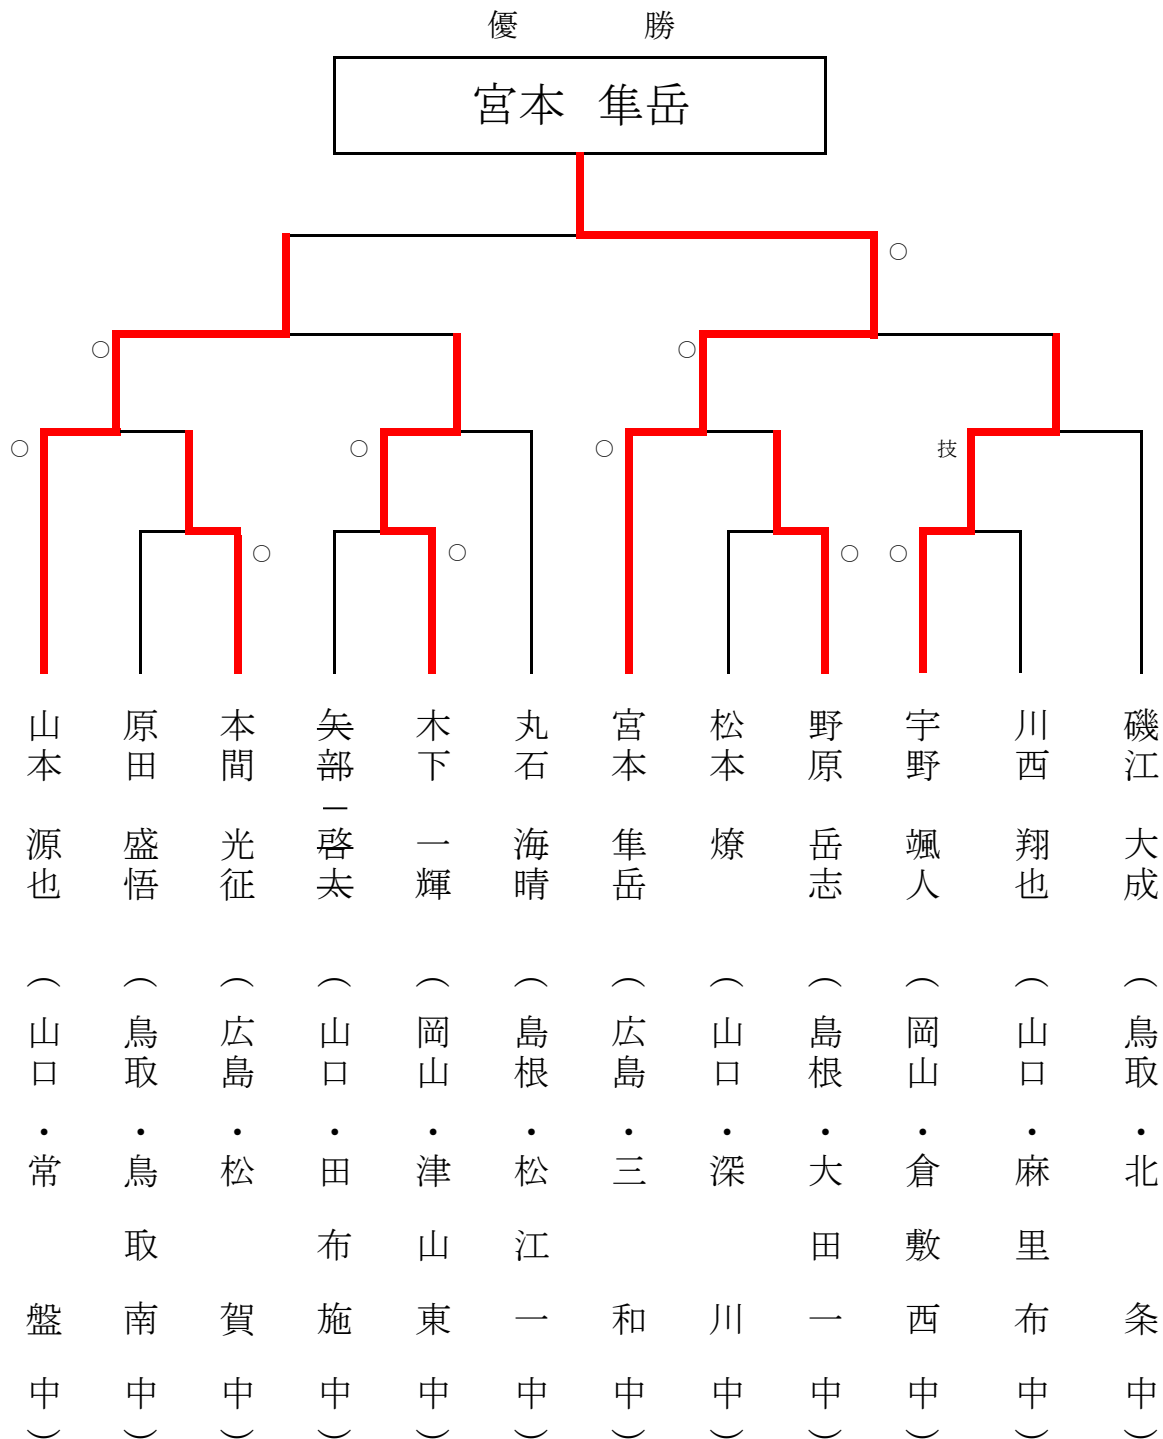 優 勝
宮本 隼岳
○
○
○
○
○
○
技
○
○
○
○
山本 源也 （山口・常盤中）
原田 盛悟 （鳥取・鳥取南中）
本間 光征 （広島・松賀中）
矢部 啓太 （山口・田布施中）
木下 一輝 （岡山・津山東中）
丸石 海晴 （島根・松江一中）
宮本 隼岳 （広島・三和中）
松本 燎 （山口・深川中）
野原 岳志 （島根・大田一中）
宇野 颯人 （岡山・倉敷西中）
川西 翔也 （山口・麻里布中）
磯江 大成 （鳥取・北条中）